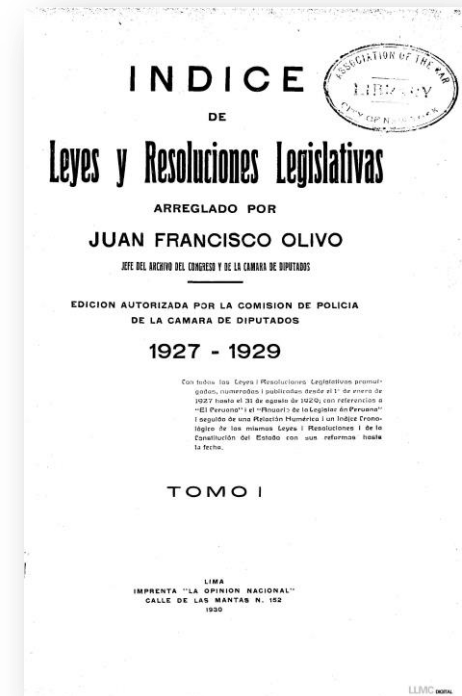 INDICE
ASSOCIATION OF THE BAR
LIBRARY
CITY OF NEW YORK
DE
Leyes y Resoluciones Legislativas
ARREGLADO POR
JUAN FRANCISCO OLIVO
JEFE DEL ARCHIVO DEL CONGRESO Y DE LA CAMARA DE DIPUTADOS
EDICION AUTORIZADA POR LA COMISION DE POLICIA
DE LA CAMARA DE DIPUTADOS
1927 - 1929
Con todas las Leyes i Resoluciones Legislativas promul-
gadas, numeradas i publicadas desde el 1° de enero de
1927 hasta el 31 de agosto de 1929; con referencias a
"El Peruano" i el "Anuario de la Legislación Peruana"
i seguido de una Relación Numérica i un Indice Crono-
lógico de las mismas Leyes i Resoluciones i de la
Constitución del Estado con sus reformas hasta
la fecha.
TOMO I
LIMA
IMPRENTA "LA OPINION NACIONAL"
CALLE DE LAS MANTAS N. 152
1930
LLMC DIGITAL